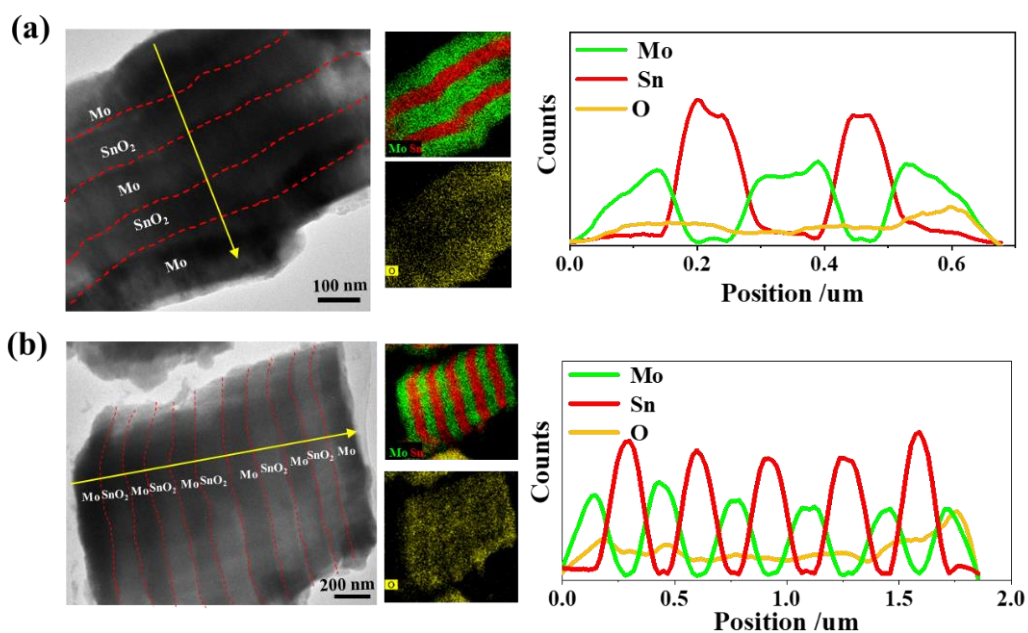 (a)
Mo
SnO₂
Mo
SnO₂
Mo
100 nm
Mo Sn
O
Mo
Sn
O
Counts
0.0 0.2 0.4 0.6
Position /um
(b)
Mo SnO₂ Mo SnO₂ Mo SnO₂ Mo SnO₂ Mo SnO₂ Mo
200 nm
Mo Sn
O
Mo
Sn
O
Counts
0.0 0.5 1.0 1.5 2.0
Position /um